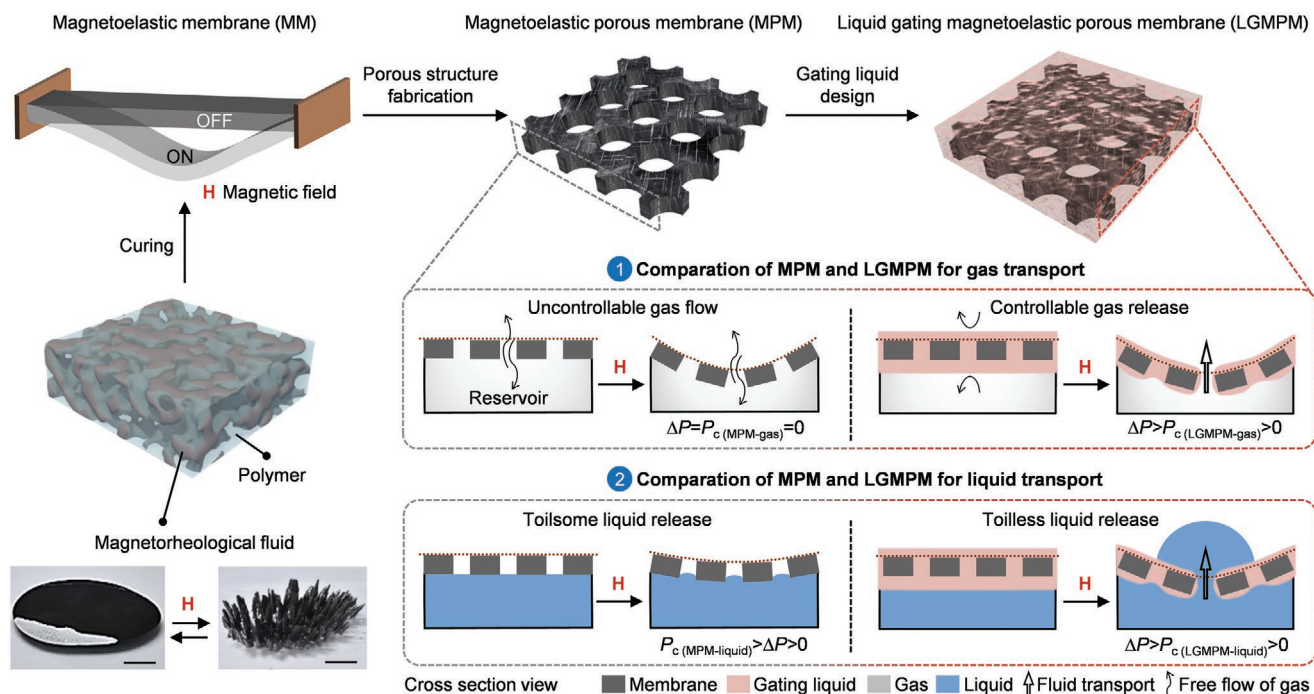 Magnetoelastic membrane (MM)
OFF
ON
H Magnetic field
Curing
Polymer
Magnetorheological fluid
H
Porous structure
fabrication
Magnetoelastic porous membrane (MPM)
Gating liquid
design
Liquid gating magnetoelastic porous membrane (LGMPM)
1 Comparation of MPM and LGMPM for gas transport
Uncontrollable gas flow
Reservoir
H
ΔP=Pc (MPM-gas)=0
Controllable gas release
H
ΔP>Pc (LGMPM-gas)>0
2 Comparation of MPM and LGMPM for liquid transport
Toilsome liquid release
H
Pc (MPM-liquid)>ΔP>0
Toilless liquid release
H
ΔP>Pc (LGMPM-liquid)>0
Cross section view Membrane Gating liquid Gas Liquid Fluid transport Free flow of gas